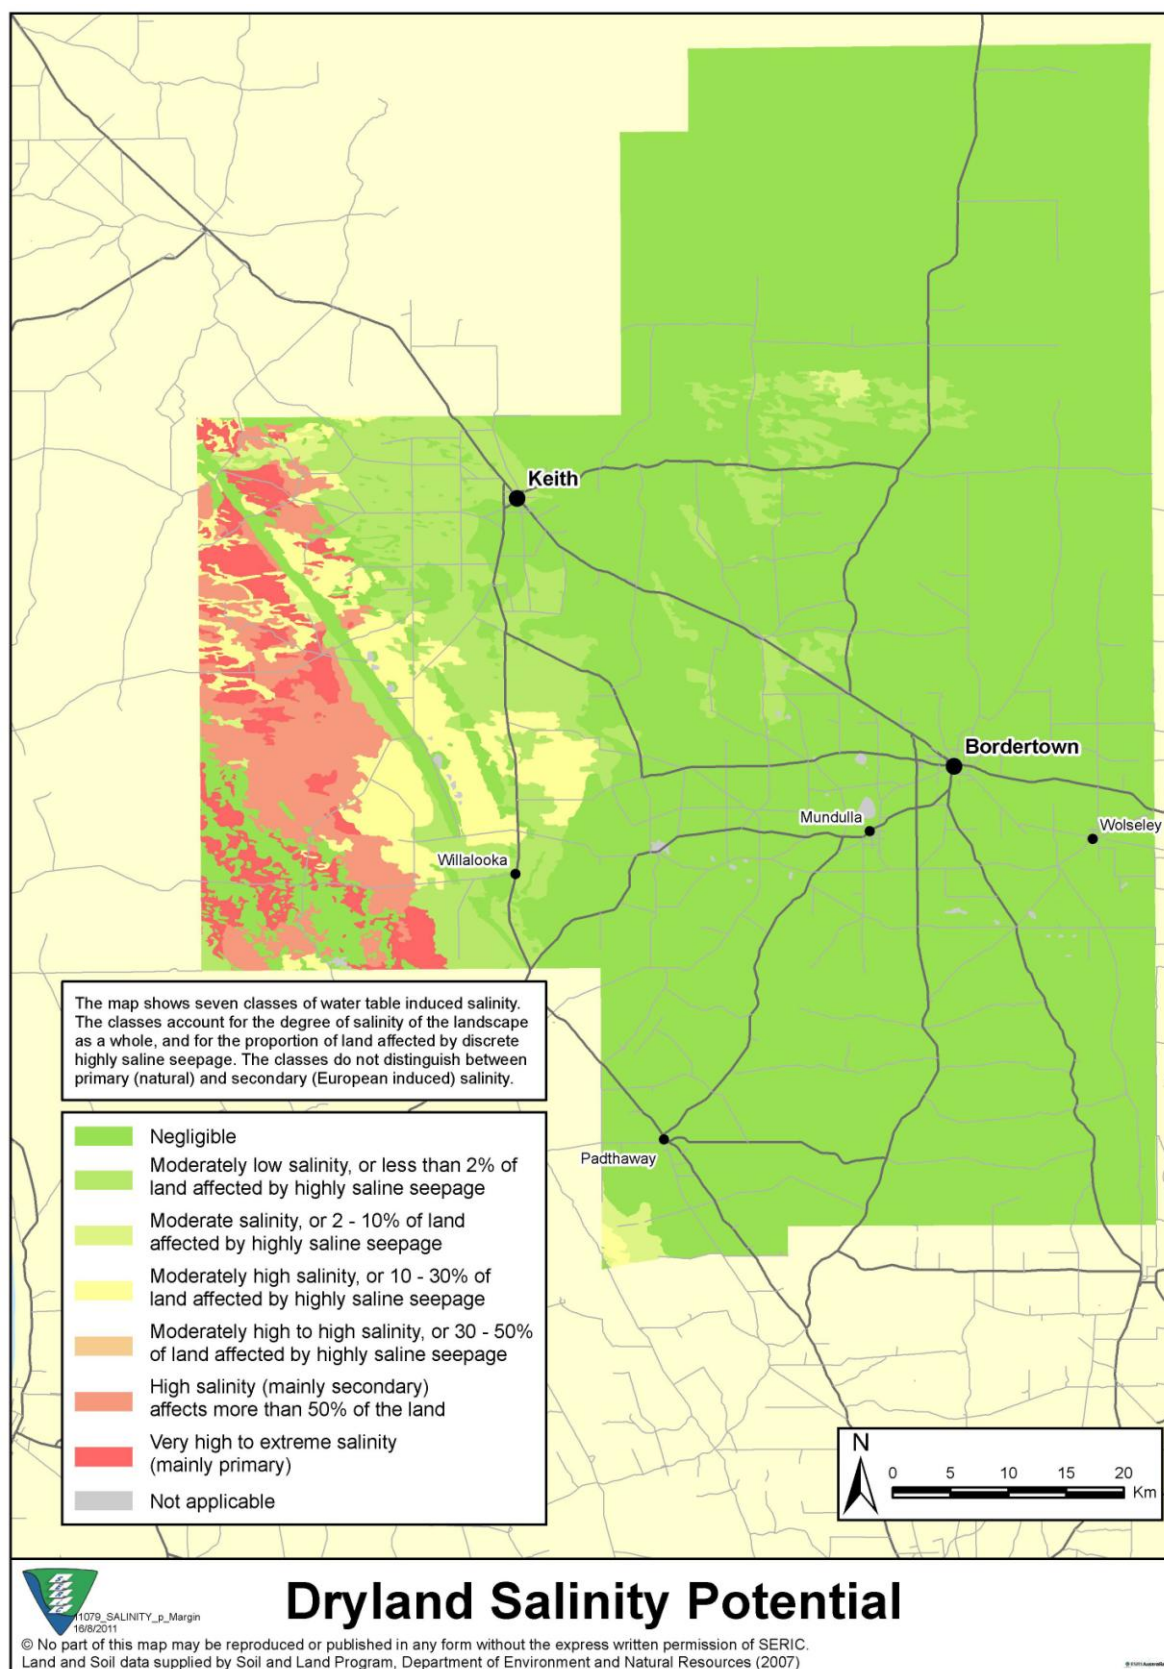 Keith
Bordertown
Mundulla
Wolseley
Willalooka
The map shows seven classes of water table induced salinity.
The classes account for the degree of salinity of the landscape
as a whole, and for the proportion of land affected by discrete
highly saline seepage. The classes do not distinguish between
primary (natural) and secondary (European induced) salinity.
Padthaway
Negligible
Moderately low salinity, or less than 2% of
land affected by highly saline seepage
Moderate salinity, or 2 - 10% of land
affected by highly saline seepage
Moderately high salinity, or 10 - 30% of
land affected by highly saline seepage
Moderately high to high salinity, or 30 - 50%
of land affected by highly saline seepage
High salinity (mainly secondary)
affects more than 50% of the land
Very high to extreme salinity
(mainly primary)
Not applicable
N
0 5 10 15 20
Km
Dryland Salinity Potential
11079_SALINITY_p_Margin
16/8/2011
© No part of this map may be reproduced or published in any form without the express written permission of SERIC.
Land and Soil data supplied by Soil and Land Program, Department of Environment and Natural Resources (2007)